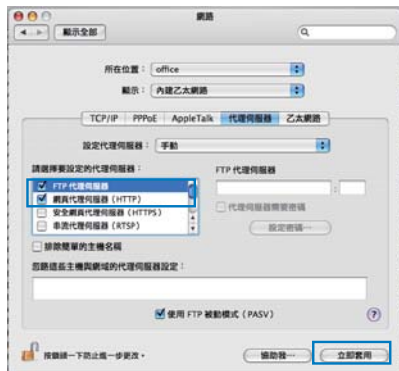 網路
顯示全部
所在位置： office
顯示： 內建乙太網路
TCP/IP PPPoE AppleTalk 代理伺服器 乙太網路
設定代理伺服器： 手動
請選擇要設定的代理伺服器： FTP 代理伺服器
FTP 代理伺服器
網頁代理伺服器（HTTP） :
安全網頁代理伺服器（HTTPS） 代理伺服器需要密碼
串流代理伺服器（RTSP） 設定密碼…
排除簡單的主機名稱
忽略這些主機與網域的代理伺服器設定：
使用 FTP 被動模式（PASV） ?
按鎖頭一下防止進一步更改。 協助我… 立即套用